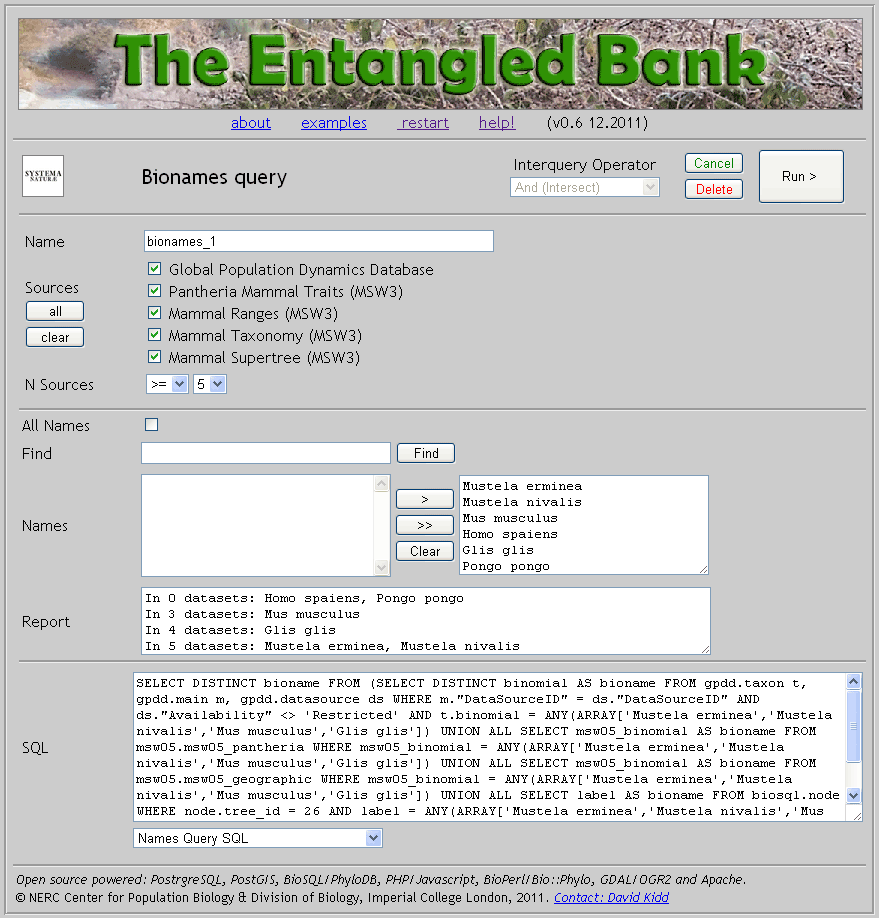 The Entangled Bank
about examples restart help! (v0.6 12.2011)
SYSTEMA
NATURÆ
Bionames query
Interquery Operator
And (Intersect)
Cancel
Delete
Run >
Name
bionames_1
Sources
all
clear
Global Population Dynamics Database
Pantheria Mammal Traits (MSW3)
Mammal Ranges (MSW3)
Mammal Taxonomy (MSW3)
Mammal Supertree (MSW3)
N Sources
>= 5
All Names
Find
Find
Names
>
>>
Clear
Mustela erminea
Mustela nivalis
Mus musculus
Homo spaiens
Glis glis
Pongo pongo
Report
In 0 datasets: Homo spaiens, Pongo pongo
In 3 datasets: Mus musculus
In 4 datasets: Glis glis
In 5 datasets: Mustela erminea, Mustela nivalis
SQL
SELECT DISTINCT bioname FROM (SELECT DISTINCT binomial AS bioname FROM gpdd.taxon t,
gpdd.main m, gpdd.datasource ds WHERE m."DataSourceID" = ds."DataSourceID" AND
ds."Availability" <> 'Restricted' AND t.binomial = ANY(ARRAY['Mustela erminea','Mustela
nivalis','Mus musculus','Glis glis']) UNION ALL SELECT msw05_binomial AS bioname FROM
msw05.msw05_pantheria WHERE msw05_binomial = ANY(ARRAY['Mustela erminea','Mustela
nivalis','Mus musculus','Glis glis']) UNION ALL SELECT msw05_binomial AS bioname FROM
msw05.msw05_geographic WHERE msw05_binomial = ANY(ARRAY['Mustela erminea','Mustela
nivalis','Mus musculus','Glis glis']) UNION ALL SELECT label AS bioname FROM biosql.node
WHERE node.tree_id = 26 AND label = ANY(ARRAY['Mustela erminea','Mustela nivalis','Mus
Names Query SQL
Open source powered: PostrgreSQL, PostGIS, BioSQL/PhyloDB, PHP/Javascript, BioPerl/Bio::Phylo, GDAL/OGR2 and Apache.
© NERC Center for Population Biology & Division of Biology, Imperial College London, 2011. Contact: David Kidd